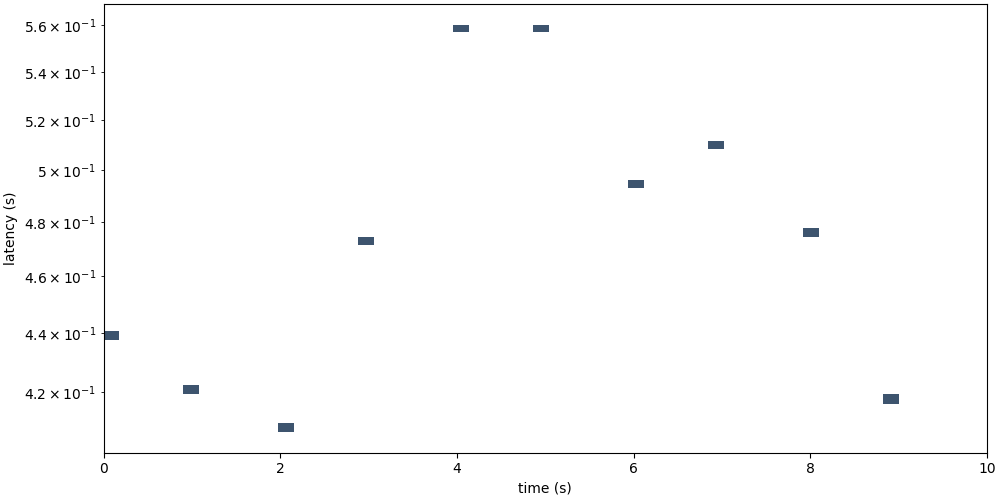 5.6 × 10⁻¹
5.4 × 10⁻¹
5.2 × 10⁻¹
5 × 10⁻¹
4.8 × 10⁻¹
4.6 × 10⁻¹
4.4 × 10⁻¹
4.2 × 10⁻¹
latency (s)
0 2 4 6 8 10
time (s)